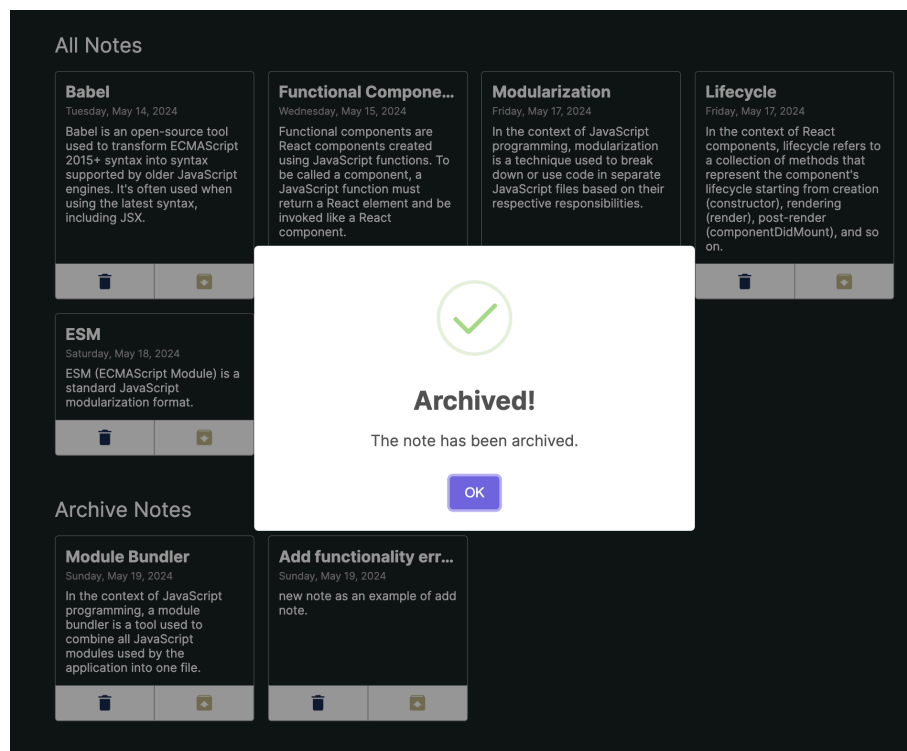 All Notes
Babel
Tuesday, May 14, 2024
Babel is an open-source tool
used to transform ECMAScript
2015+ syntax into syntax
supported by older JavaScript
engines. It's often used when
using the latest syntax,
including JSX.
Functional Compone...
Wednesday, May 15, 2024
Functional components are
React components created
using JavaScript functions. To
be called a component, a
JavaScript function must
return a React element and be
invoked like a React
component.
Modularization
Friday, May 17, 2024
In the context of JavaScript
programming, modularization
is a technique used to break
down or use code in separate
JavaScript files based on their
respective responsibilities.
Lifecycle
Friday, May 17, 2024
In the context of React
components, lifecycle refers to
a collection of methods that
represent the component's
lifecycle starting from creation
(constructor), rendering
(render), post-render
(componentDidMount), and so
on.
ESM
Saturday, May 18, 2024
ESM (ECMAScript Module) is a
standard JavaScript
modularization format.
Archived!
The note has been archived.
OK
Archive Notes
Module Bundler
Sunday, May 19, 2024
In the context of JavaScript
programming, a module
bundler is a tool used to
combine all JavaScript
modules used by the
application into one file.
Add functionality err...
Sunday, May 19, 2024
new note as an example of add
note.